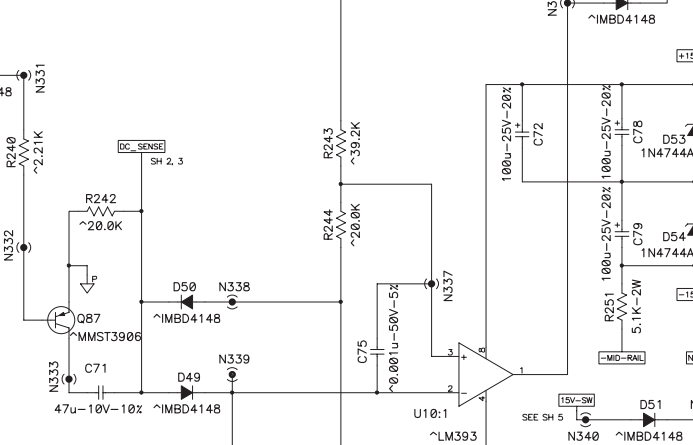 N3
^IMBD4148
48
N331
R240
^2.21K
DC_SENSE
SH 2, 3
R243
^39.2K
100u-25V-20%
C72
100u-25V-20%
C78
+15
D53
1N4744A
R242
^20.0K
R244
^20.0K
100u-25V-20%
C79
D54
1N4744A
N332
P
D50
N338
^IMBD4148
N337
-15
R251
5.1K-2W
Q87
^MMST3906
C75
^0.001u-50V-5%
-MID-RAIL
N
N333
C71
47u-10V-10%
D49
^IMBD4148
N339
3
+
8
1
2
-
4
U10:1
^LM393
15V-SW
SEE SH 5
N340
D51
^IMBD4148
N